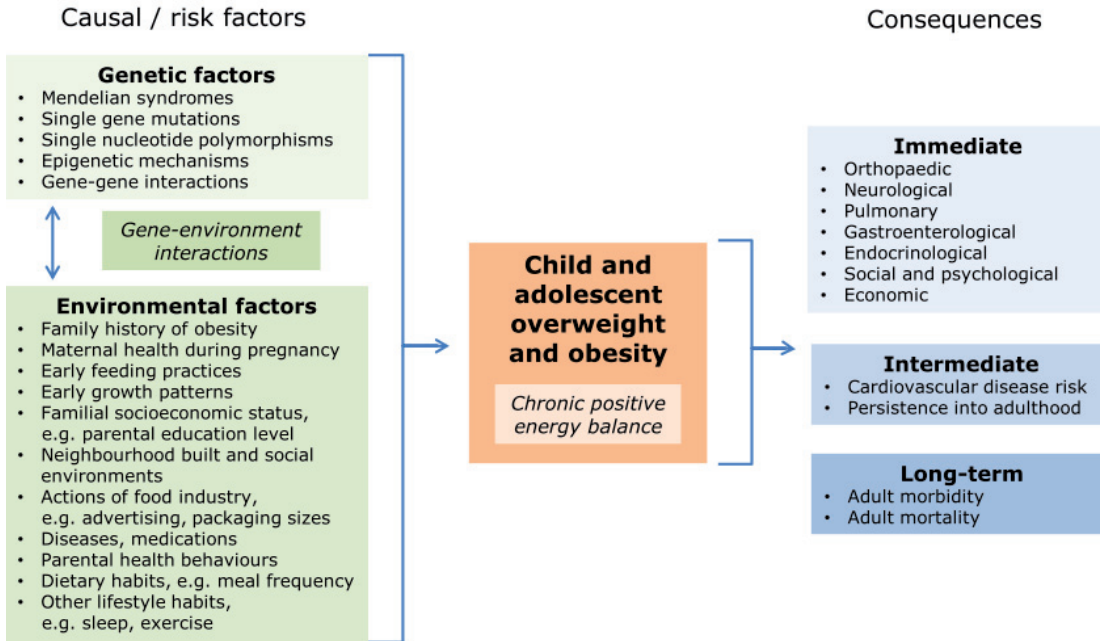 Causal / risk factors
Genetic factors
• Mendelian syndromes
• Single gene mutations
• Single nucleotide polymorphisms
• Epigenetic mechanisms
• Gene-gene interactions
Gene-environment
interactions
Environmental factors
• Family history of obesity
• Maternal health during pregnancy
• Early feeding practices
• Early growth patterns
• Familial socioeconomic status,
e.g. parental education level
• Neighbourhood built and social
environments
• Actions of food industry,
e.g. advertising, packaging sizes
• Diseases, medications
• Parental health behaviours
• Dietary habits, e.g. meal frequency
• Other lifestyle habits,
e.g. sleep, exercise
Child and
adolescent
overweight
and obesity
Chronic positive
energy balance
Consequences
Immediate
• Orthopaedic
• Neurological
• Pulmonary
• Gastroenterological
• Endocrinological
• Social and psychological
• Economic
Intermediate
• Cardiovascular disease risk
• Persistence into adulthood
Long-term
• Adult morbidity
• Adult mortality